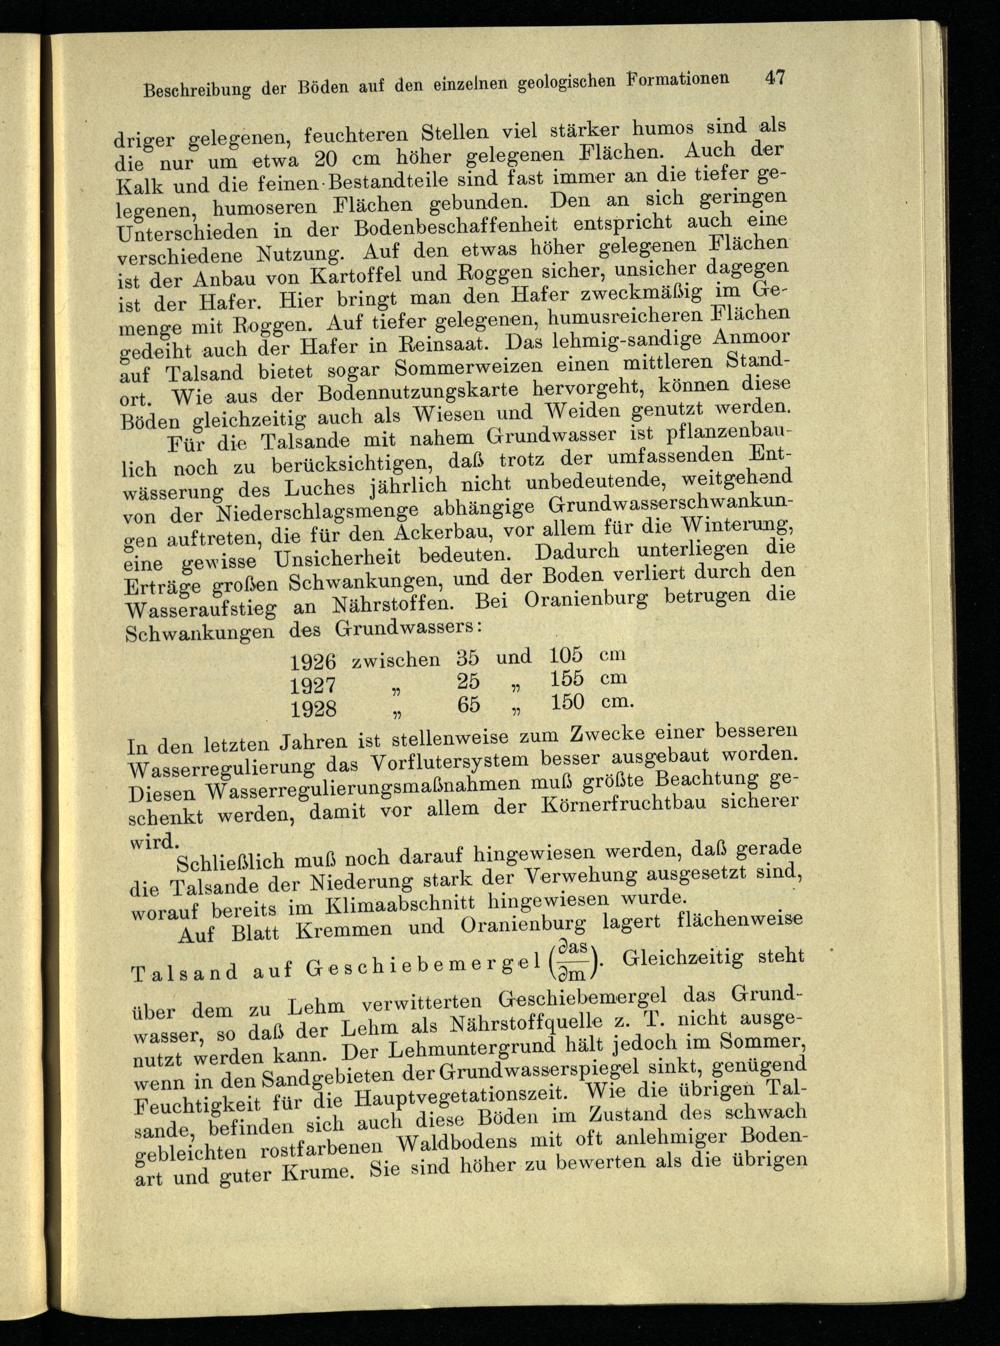 Beschreibung der Böden auf den einzelnen geologischen Formationen 47
driger gelegenen, feuchteren Stellen viel stärker humos sind als
die nur um etwa 20 cm höher gelegenen Flächen. Auch der
Kalk und die feinen Bestandteile sind fast immer an die tiefer ge-
legenen, humoseren Flächen gebunden. Den an sich geringen
Unterschieden in der Bodenbeschaffenheit entspricht auch eine
verschiedene Nutzung. Auf den etwas höher gelegenen Flächen
ist der Anbau von Kartoffel und Roggen sicher, unsicher dagegen
ist der Hafer. Hier bringt man den Hafer zweckmäßig im Ge-
menge mit Roggen. Auf tiefer gelegenen, humusreicheren Flächen
gedeiht auch der Hafer in Reinsaat. Das lehmig-sandige Anmoor
auf Talsand bietet sogar Sommerweizen einen mittleren Stand-
ort. Wie aus der Bodennutzungskarte hervorgeht, können diese
Böden gleichzeitig auch als Wiesen und Weiden genutzt werden.
Für die Talsande mit nahem Grundwasser ist pflanzenbau-
lich noch zu berücksichtigen, daß trotz der umfassenden Ent-
wässerung des Luches jährlich nicht unbedeutende, weitgehend
von der Niederschlagsmenge abhängige Grundwasserschwankun-
gen auftreten, die für den Ackerbau, vor allem für die Winterung,
eine gewisse Unsicherheit bedeuten. Dadurch unterliegen die
Erträge großen Schwankungen, und der Boden verliert durch den
Wasseraufstieg an Nährstoffen. Bei Oranienburg betrugen die
Schwankungen des Grundwassers:
1926 zwischen 35 und 105 cm
1927 „ 25 „ 155 cm
1928 „ 65 „ 150 cm.
In den letzten Jahren ist stellenweise zum Zwecke einer besseren
Wasserregulierung das Vorflutersystem besser ausgebaut worden.
Diesen Wasserregulierungsmaßnahmen muß größte Beachtung ge-
schenkt werden, damit vor allem der Körnerfruchtbau sicherer
wird.
Schließlich muß noch darauf hingewiesen werden, daß gerade
die Talsande der Niederung stark der Verwehung ausgesetzt sind,
worauf bereits im Klimaabschnitt hingewiesen wurde.
Auf Blatt Kremmen und Oranienburg lagert flächenweise
Talsand auf Geschiebemergel (∂as/∂m). Gleichzeitig steht
über dem zu Lehm verwitterten Geschiebemergel das Grund-
wasser, so daß der Lehm als Nährstoffquelle z. T. nicht ausge-
nutzt werden kann. Der Lehmuntergrund hält jedoch im Sommer,
wenn in den Sandgebieten der Grundwasserspiegel sinkt, genügend
Feuchtigkeit für die Hauptvegetationszeit. Wie die übrigen Tal-
sande, befinden sich auch diese Böden im Zustand des schwach
gebleichten rostfarbenen Waldbodens mit oft anlehmiger Boden-
art und guter Krume. Sie sind höher zu bewerten als die übrigen